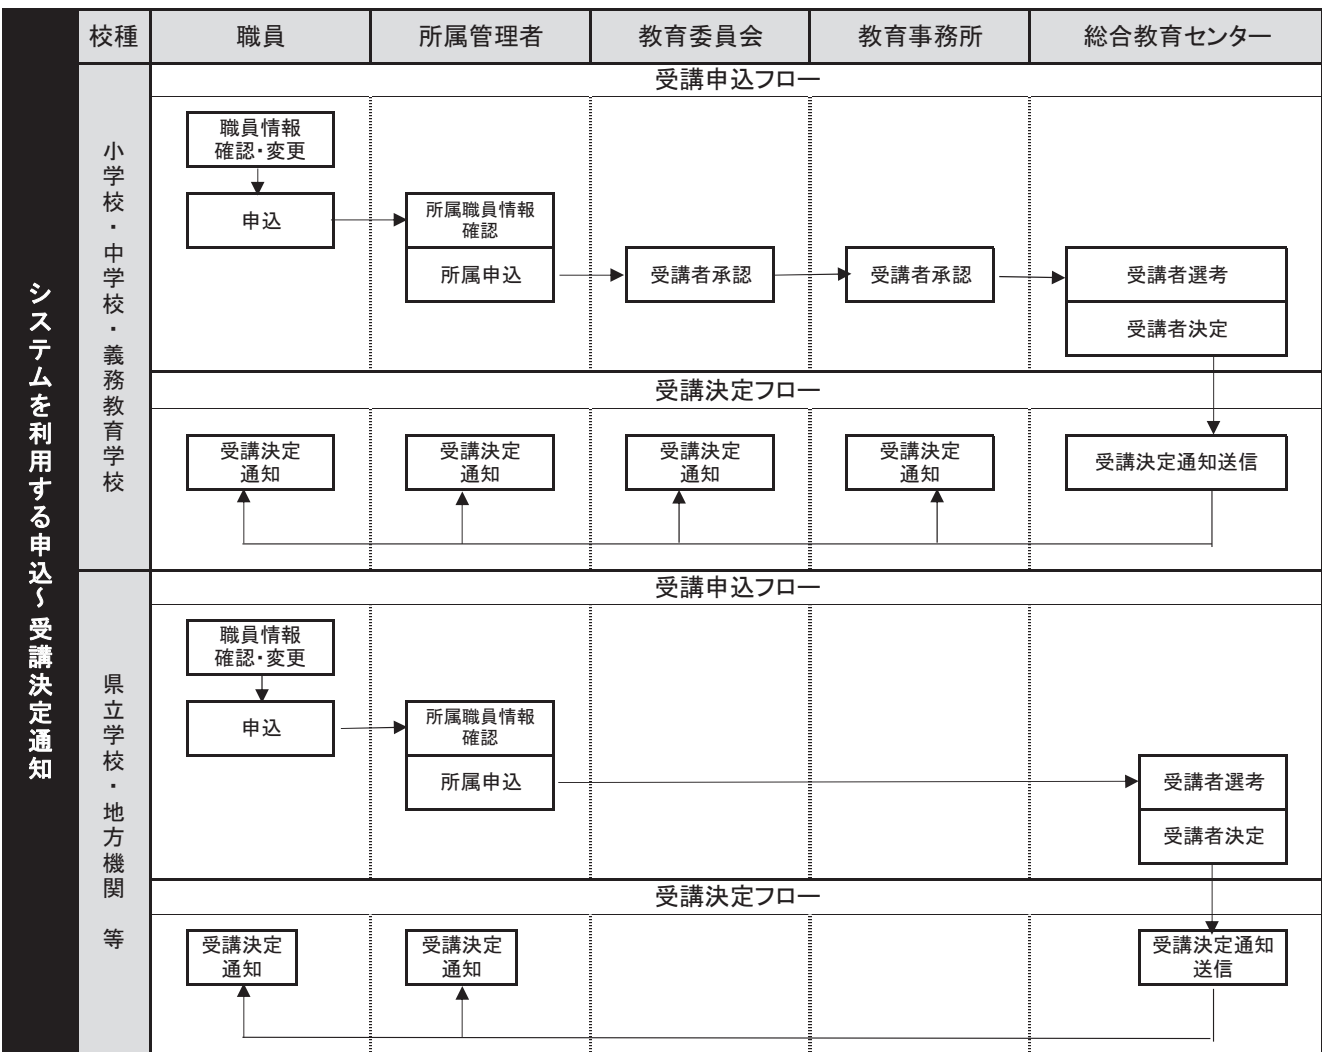 システムを利用する申込～受講決定通知
校種
職員
所属管理者
教育委員会
教育事務所
総合教育センター
小学校・中学校・義務教育学校
受講申込フロー
職員情報
確認・変更
申込
所属職員情報
確認
所属申込
受講者承認
受講者承認
受講者選考
受講者決定
受講決定フロー
受講決定
通知
受講決定
通知
受講決定
通知
受講決定
通知
受講決定通知送信
県立学校・地方機関　等
受講申込フロー
職員情報
確認・変更
申込
所属職員情報
確認
所属申込
受講者選考
受講者決定
受講決定フロー
受講決定
通知
受講決定
通知
受講決定通知
送信